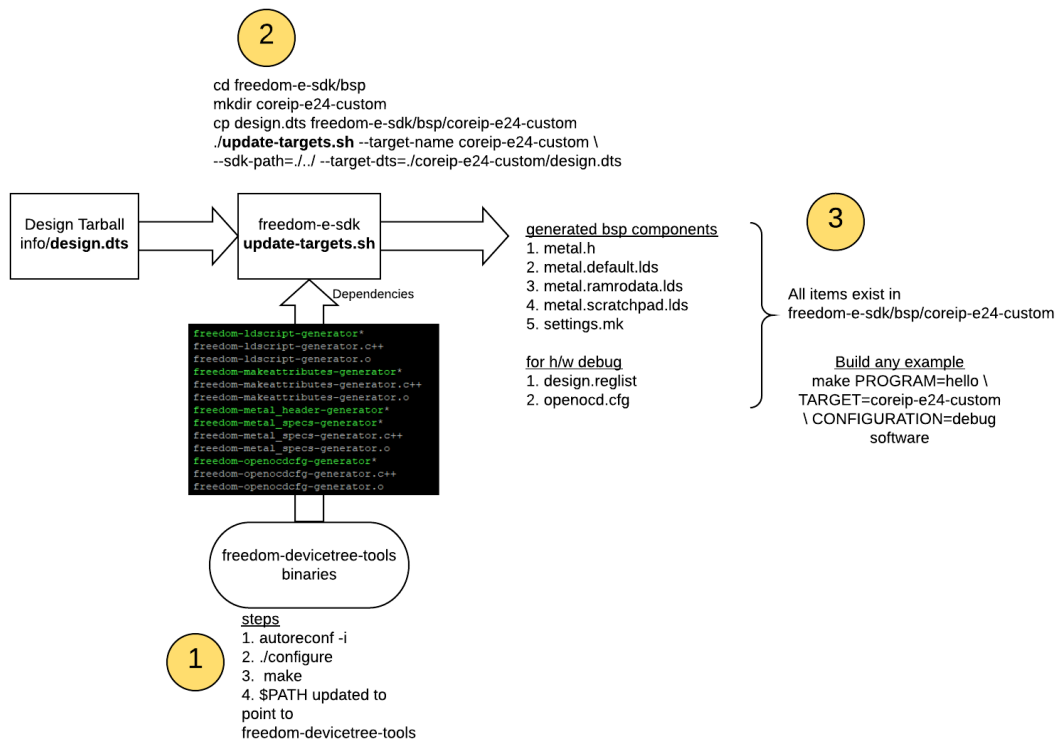 2
cd freedom-e-sdk/bsp
mkdir coreip-e24-custom
cp design.dts freedom-e-sdk/bsp/coreip-e24-custom
./update-targets.sh --target-name coreip-e24-custom \
--sdk-path=./../ --target-dts=./coreip-e24-custom/design.dts
Design Tarball
info/design.dts
freedom-e-sdk
update-targets.sh
generated bsp components
1. metal.h
2. metal.default.lds
3. metal.ramrodata.lds
4. metal.scratchpad.lds
5. settings.mk
for h/w debug
1. design.reglist
2. openocd.cfg
3
All items exist in
freedom-e-sdk/bsp/coreip-e24-custom
Build any example
make PROGRAM=hello \
TARGET=coreip-e24-custom
\ CONFIGURATION=debug
software
Dependencies
freedom-ldscript-generator*
freedom-ldscript-generator.c++
freedom-ldscript-generator.o
freedom-makeattributes-generator*
freedom-makeattributes-generator.c++
freedom-makeattributes-generator.o
freedom-metal_header-generator*
freedom-metal_specs-generator*
freedom-metal_specs-generator.c++
freedom-metal_specs-generator.o
freedom-openocdcfg-generator*
freedom-openocdcfg-generator.c++
freedom-openocdcfg-generator.o
freedom-devicetree-tools
binaries
1
steps
1. autoreconf -i
2. ./configure
3. make
4. $PATH updated to
point to
freedom-devicetree-tools